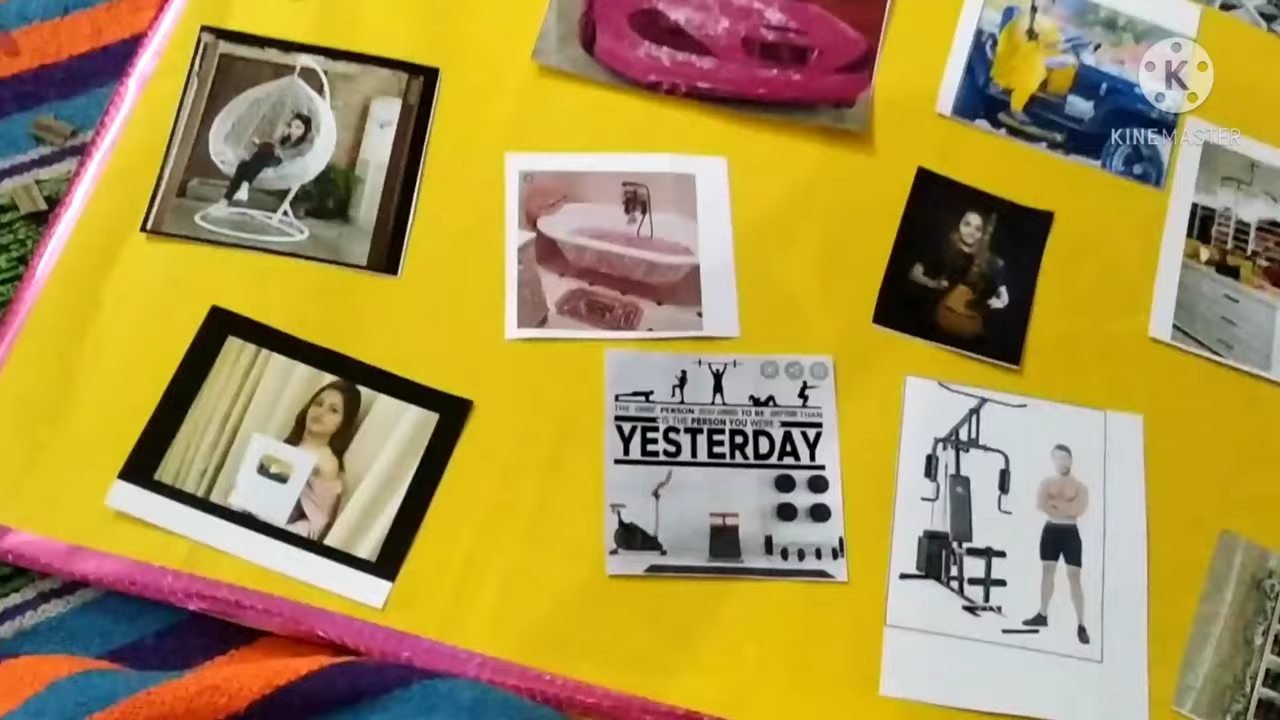 K
KINEMASTER
THE PERSON TO BE THAN
IS THE PERSON YOU WERE
YESTERDAY